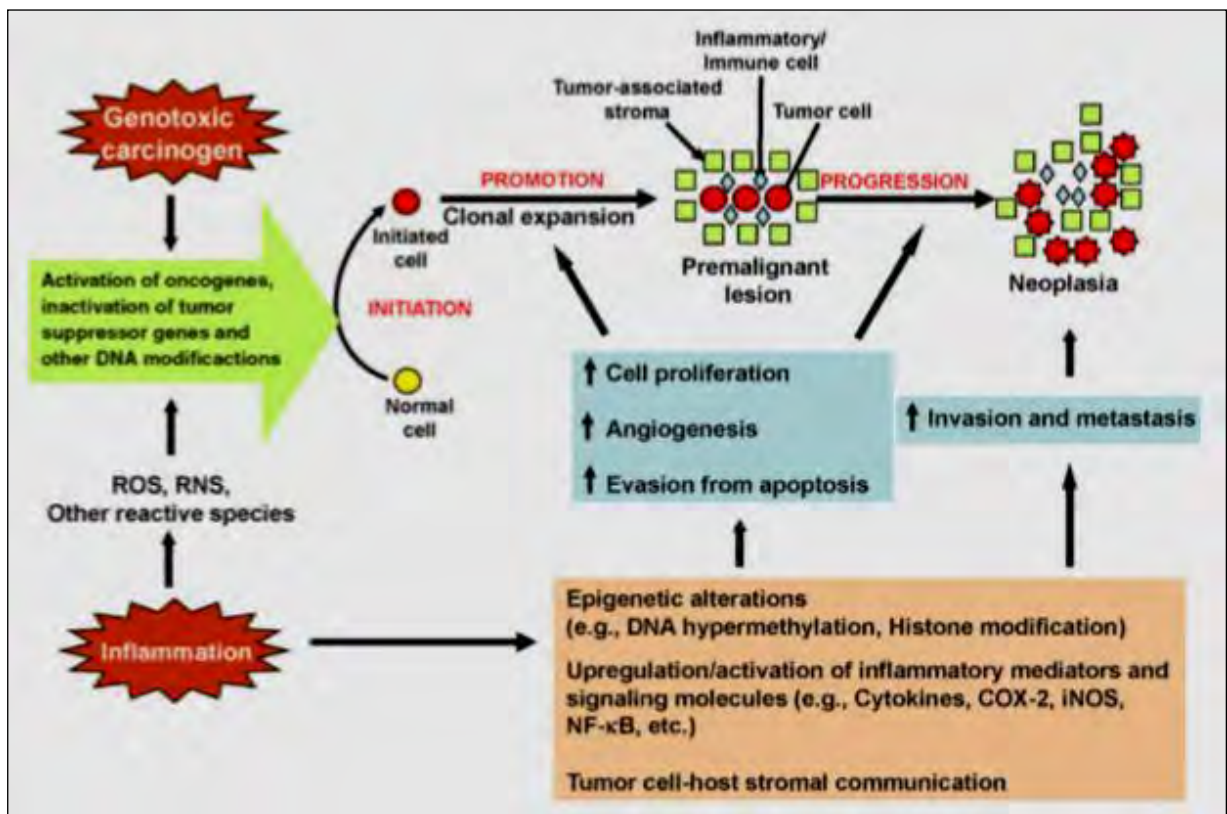 Genotoxic
carcinogen
Activation of oncogenes,
inactivation of tumor
suppressor genes and
other DNA modificactions
ROS, RNS,
Other reactive species
Inflammation
Initiated
cell
INITIATION
Normal
cell
PROMOTION
Clonal expansion
Tumor-associated
stroma
Inflammatory/
Immune cell
Tumor cell
Premalignant
lesion
PROGRESSION
Neoplasia
Cell proliferation
Angiogenesis
Evasion from apoptosis
Invasion and metastasis
Epigenetic alterations
(e.g., DNA hypermethylation, Histone modification)
Upregulation/activation of inflammatory mediators and
signaling molecules (e.g., Cytokines, COX-2, iNOS,
NF-κB, etc.)
Tumor cell-host stromal communication